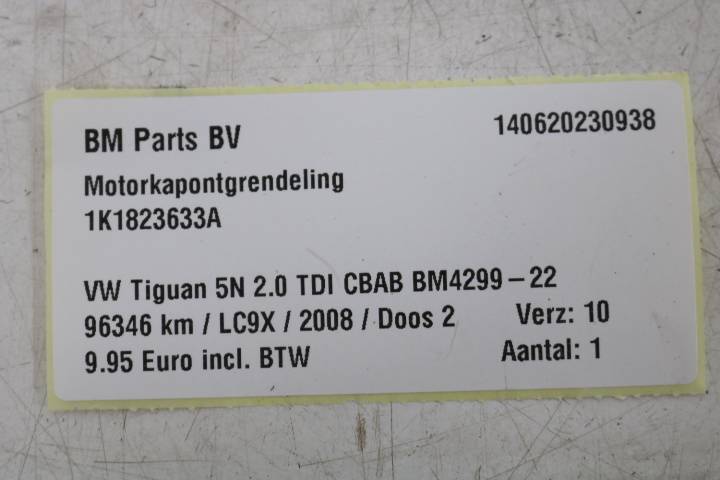 BM Parts BV 140620230938
Motorkapontgrendeling
1K1823633A
VW Tiguan 5N 2.0 TDI CBAB BM4299-22
96346 km / LC9X / 2008 / Doos 2 Verz: 10
9.95 Euro incl. BTW Aantal: 1